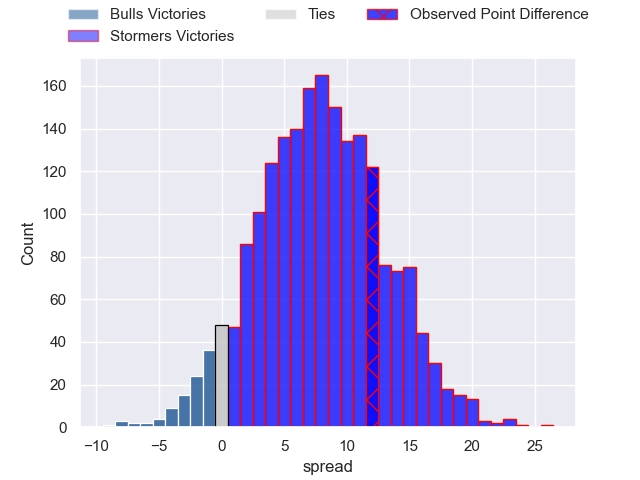 Bulls Victories
Ties
Observed Point Difference
Stormers Victories
160
140
120
100
80
60
40
20
0
Count
−10 −5 0 5 10 15 20 25
spread